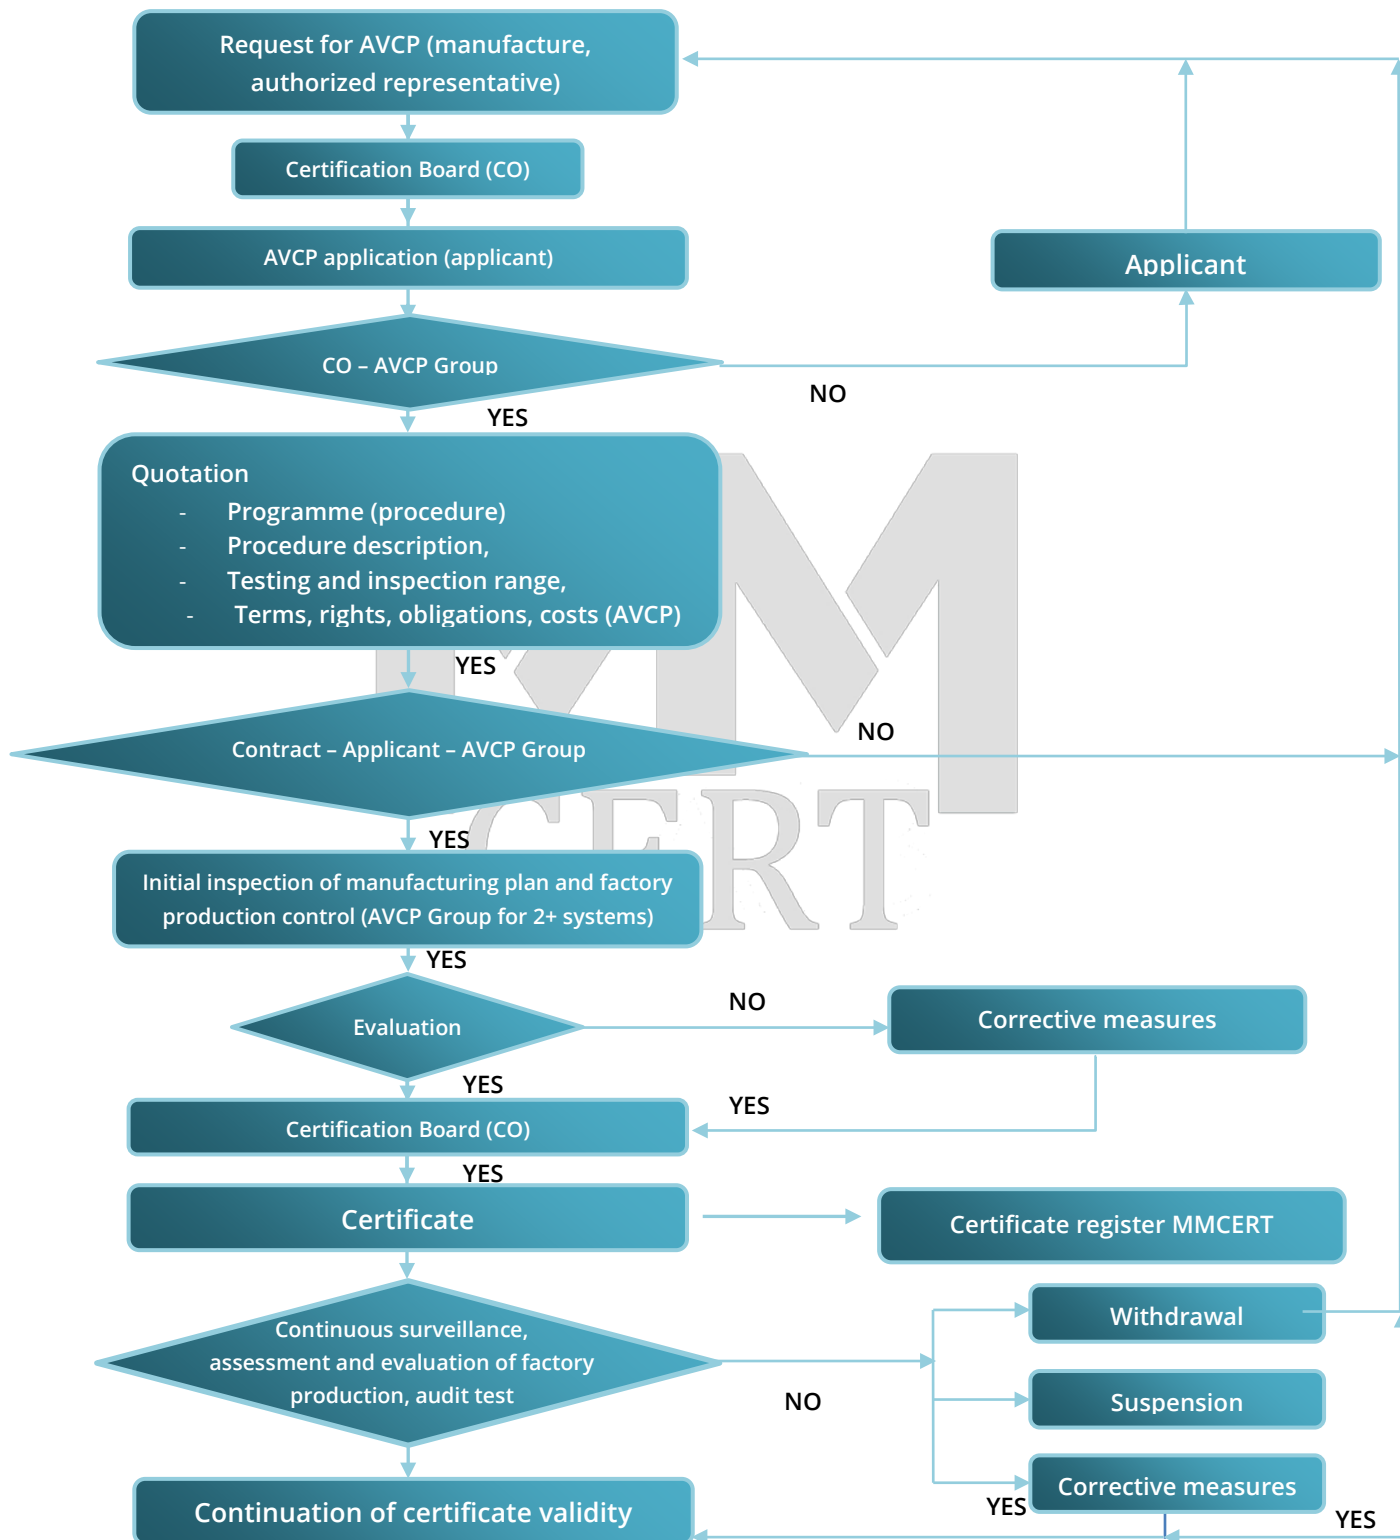 Request for AVCP (manufacture,
authorized representative)
Certification Board (CO)
AVCP application (applicant)
Applicant
CO – AVCP Group
NO
YES
Quotation
- Programme (procedure)
- Procedure description,
- Testing and inspection range,
- Terms, rights, obligations, costs (AVCP)
YES
NO
Contract – Applicant – AVCP Group
MM
CERT
YES
Initial inspection of manufacturing plan and factory
production control (AVCP Group for 2+ systems)
YES
NO
Evaluation
Corrective measures
YES
YES
Certification Board (CO)
YES
Certificate
Certificate register MMCERT
Continuous surveillance,
assessment and evaluation of factory
production, audit test
NO
Withdrawal
Suspension
Corrective measures
YES
YES
Continuation of certificate validity